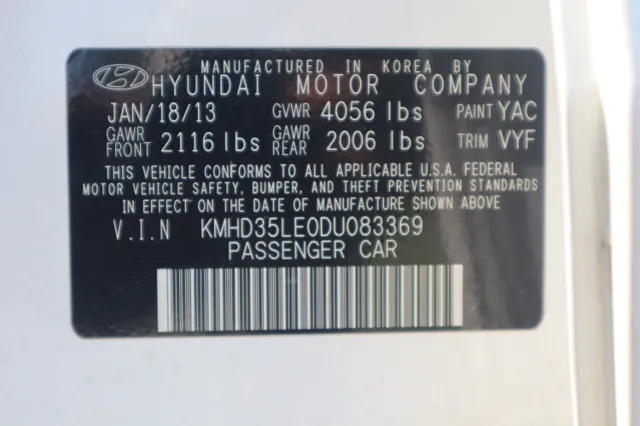 MANUFACTURED IN KOREA BY
HYUNDAI MOTOR COMPANY
JAN/18/13 GVWR 4056 lbs PAINT YAC
GAWR FRONT 2116 lbs GAWR REAR 2006 lbs TRIM VYF
THIS VEHICLE CONFORMS TO ALL APPLICABLE U.S.A. FEDERAL
MOTOR VEHICLE SAFETY, BUMPER, AND THEFT PREVENTION STANDARDS
IN EFFECT ON THE DATE OF MANUFACTURE SHOWN ABOVE
V.I.N KMHD35LE0DU083369
PASSENGER CAR